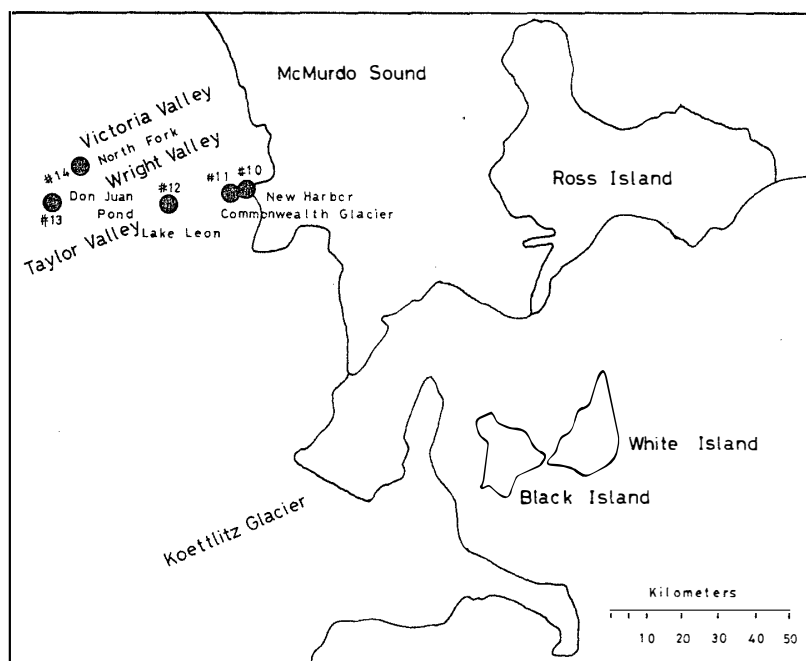 McMurdo Sound
Victoria Valley
North Fork
#14
Wright Valley
#12
#11
#10
Ross Island
Don Juan
Pond
#13
New Harbor
Commonwealth Glacier
Lake Leon
Taylor Valley
White Island
Black Island
Koettlitz Glacier
Kilometers
10 20 30 40 50